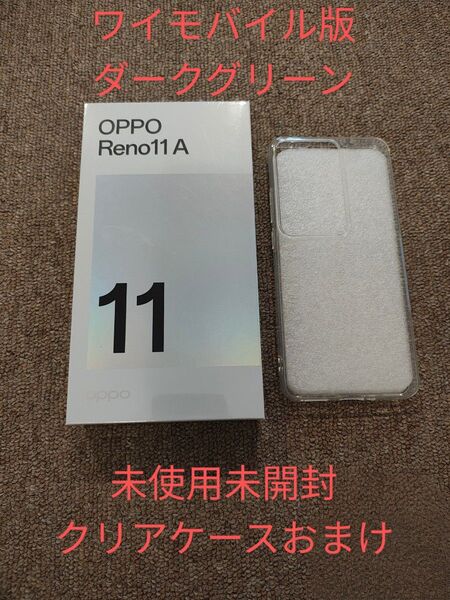 ワイモバイル版
ダークグリーン
OPPO
Reno11 A
11
oppo
未使用未開封
クリアケースおまけ